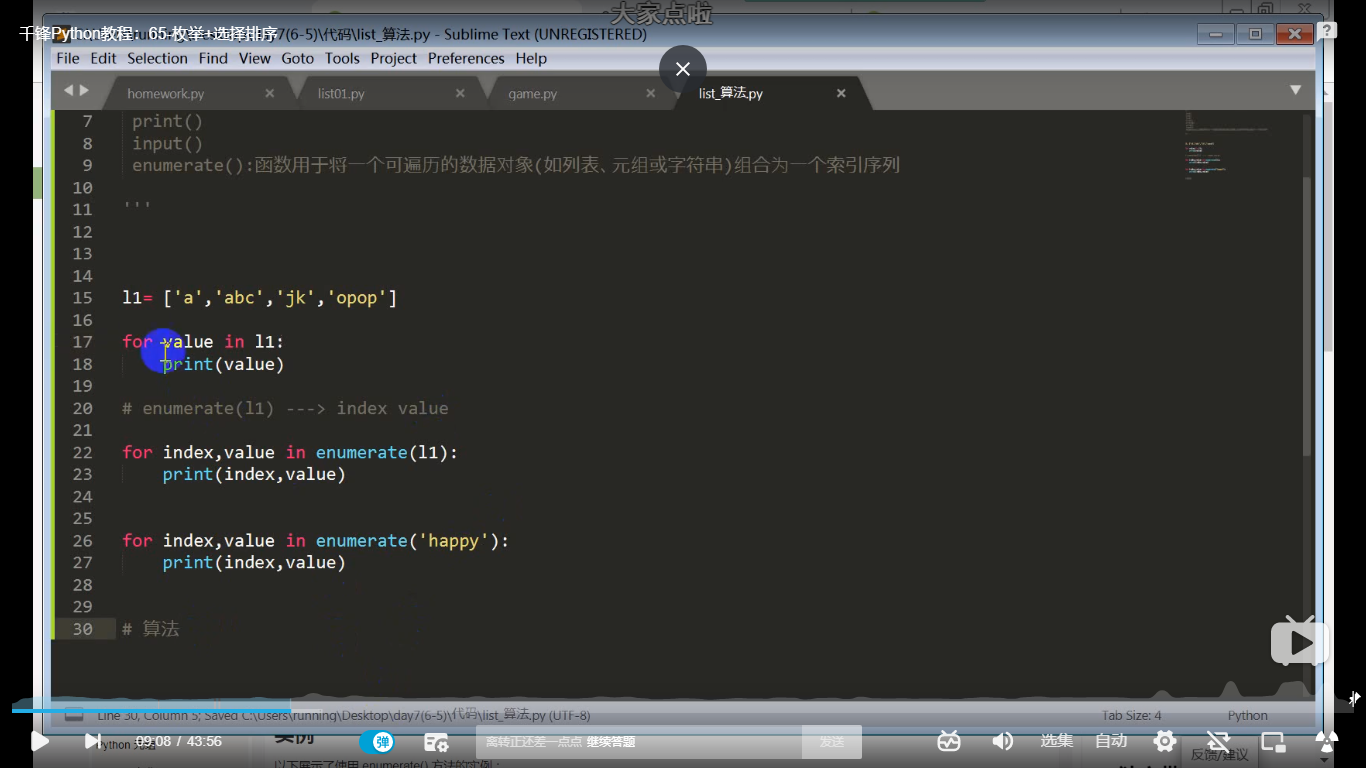 大家点啦
千锋Python教程：65.枚举+选择排序
7(6-5)\代码\list_算法.py - Sublime Text (UNREGISTERED)
File Edit Selection Find View Goto Tools Project Preferences Help
homework.py list01.py game.py list_算法.py
7 print()
8 input()
9 enumerate():函数用于将一个可遍历的数据对象(如列表、元组或字符串)组合为一个索引序列
10
11 '''
12
13
14
15 l1= ['a','abc','jk','opop']
16
17 for value in l1:
18 print(value)
19
20 # enumerate(l1) ---> index value
21
22 for index,value in enumerate(l1):
23 print(index,value)
24
25
26 for index,value in enumerate('happy'):
27 print(index,value)
28
29
30 # 算法
Line 30, Column 5; Saved C:\Users\running\Desktop\day7(6-5)\代码\list_算法.py (UTF-8) Tab Size: 4 Python
09:08 / 43:56 弹 离转正还差一点点 继续答题 发送 选集 自动
Python
实例
反馈/建议
以下展示了使用 enumerate() 方法的实例：